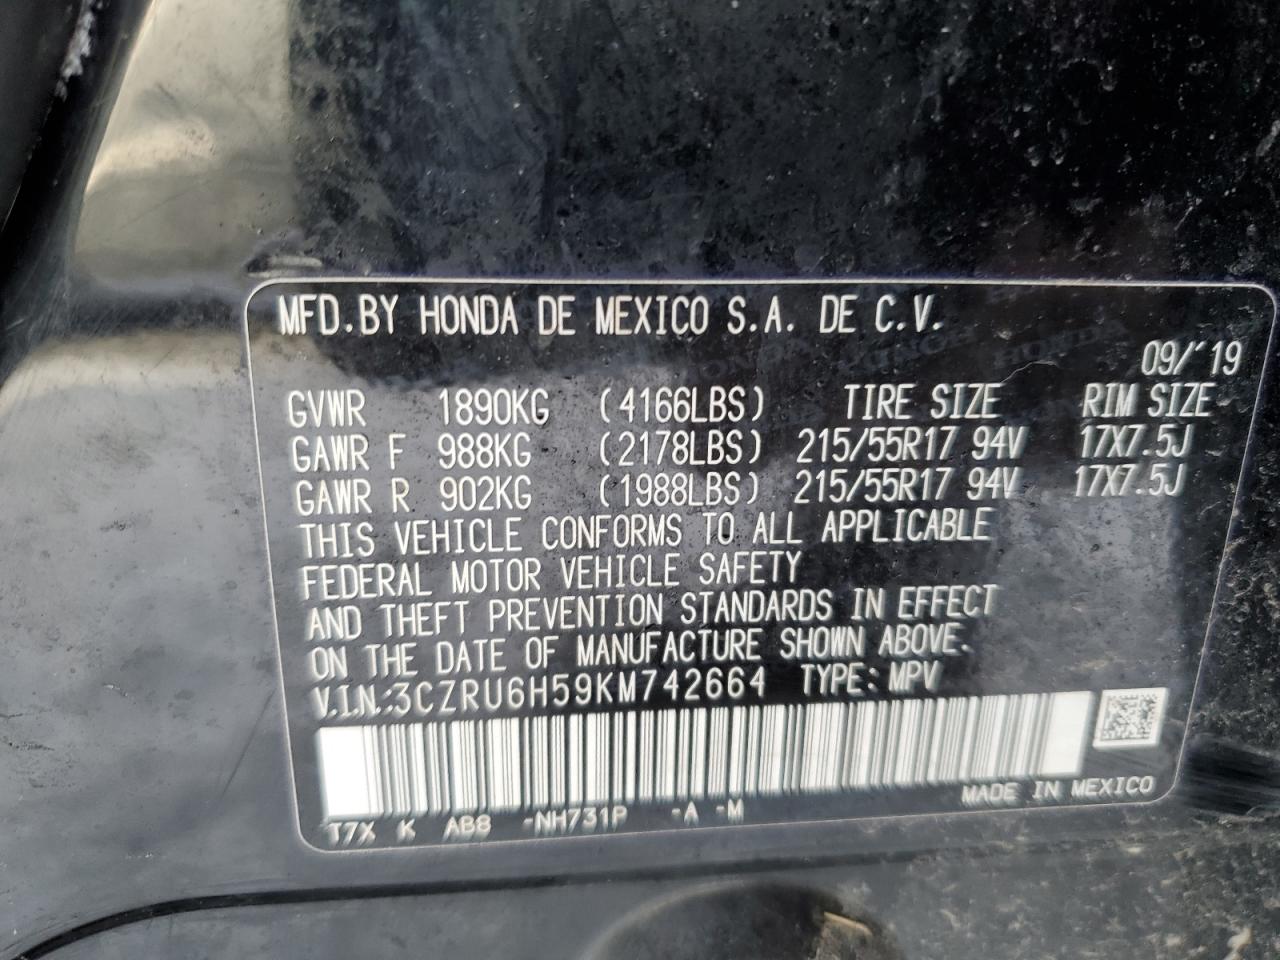 MFD.BY HONDA DE MEXICO S.A. DE C.V.
09/'19
GVWR 1890KG (4166LBS) TIRE SIZE RIM SIZE
GAWR F 988KG (2178LBS) 215/55R17 94V 17X7.5J
GAWR R 902KG (1988LBS) 215/55R17 94V 17X7.5J
THIS VEHICLE CONFORMS TO ALL APPLICABLE
FEDERAL MOTOR VEHICLE SAFETY
AND THEFT PREVENTION STANDARDS IN EFFECT
ON THE DATE OF MANUFACTURE SHOWN ABOVE.
V.I.N.:3CZRU6H59KM742664 TYPE: MPV
MADE IN MEXICO
T7X K AB8 -NH731P -A -M